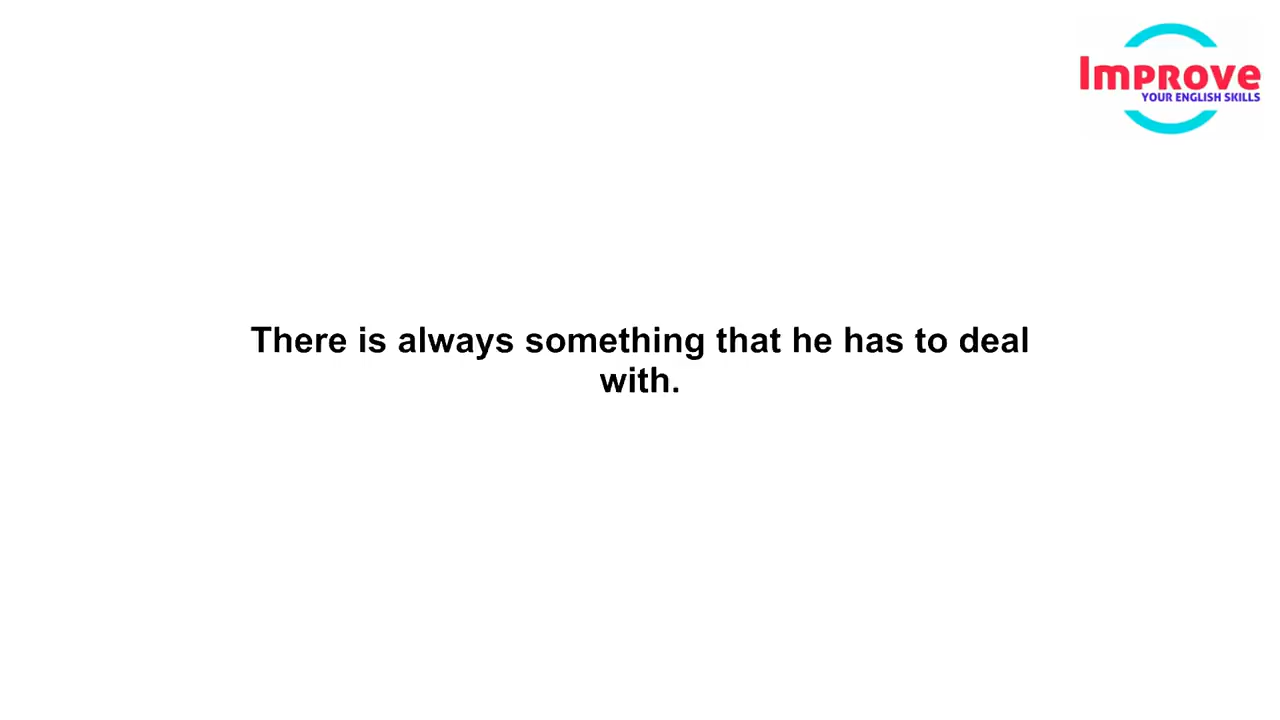 Improve
YOUR ENGLISH SKILLS
There is always something that he has to deal
with.